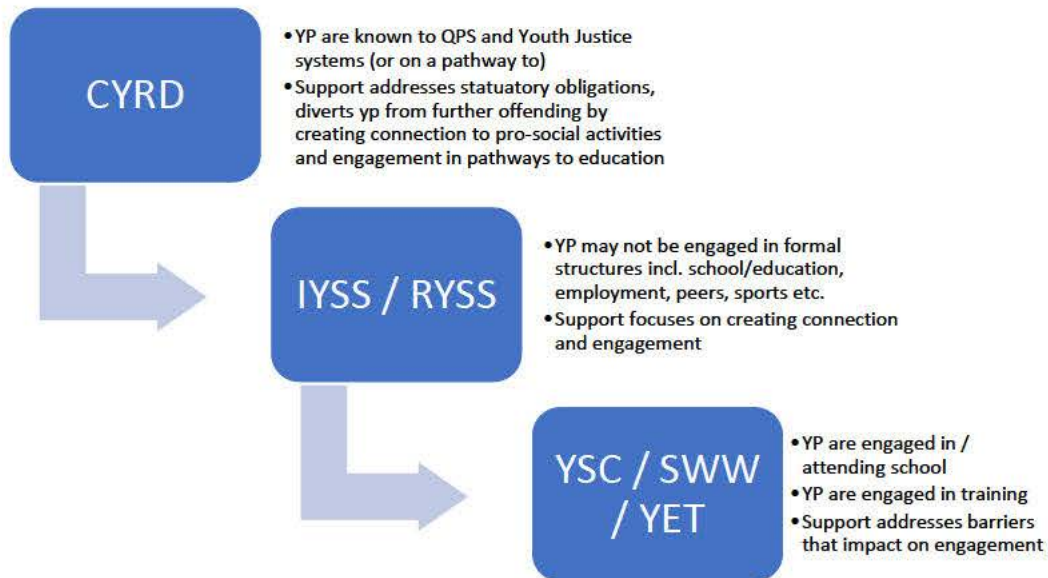 CYRD
•YP are known to QPS and Youth Justice
systems (or on a pathway to)
•Support addresses statuatory obligations,
diverts yp from further offending by
creating connection to pro-social activities
and engagement in pathways to education
IYSS / RYSS
•YP may not be engaged in formal
structures incl. school/education,
employment, peers, sports etc.
•Support focuses on creating connection
and engagement
YSC / SWW
/ YET
•YP are engaged in /
attending school
•YP are engaged in training
•Support addresses barriers
that impact on engagement